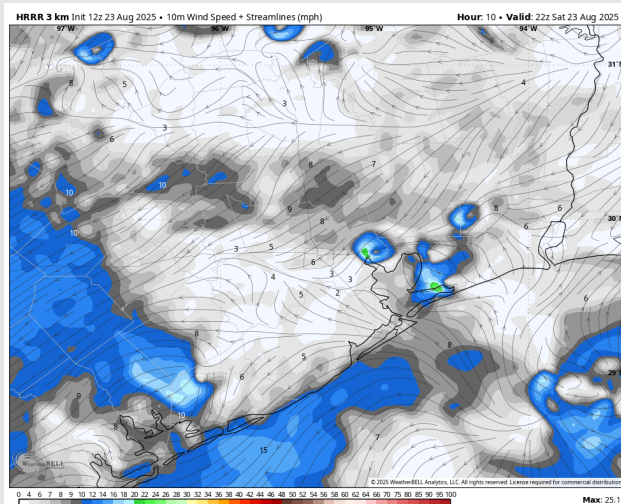 HRRR 3 km Init 12z 23 Aug 2025 • 10m Wind Speed + Streamlines (mph)
Hour: 10 • Valid: 22z Sat 23 Aug 2025
97°W 96°W 95°W 94°W
31°N
8 5 3 4
3
6
8 7
10 10
9 8 8 6
30°N
10 6
3 5
6
3 3
4
5 2 6
8
8
5
29°N
6
9
10
8
7
15
WeatherBELL
© 2025 WeatherBELL Analytics, LLC. All rights reserved. License required for commercial distribution
0 4 6 8 9 10 12 14 16 18 20 22 24 26 28 30 32 34 36 38 40 42 44 46 48 50 52 54 56 58 60 62 64 66 70 75 80 85 90 95 100
Max: 25.1